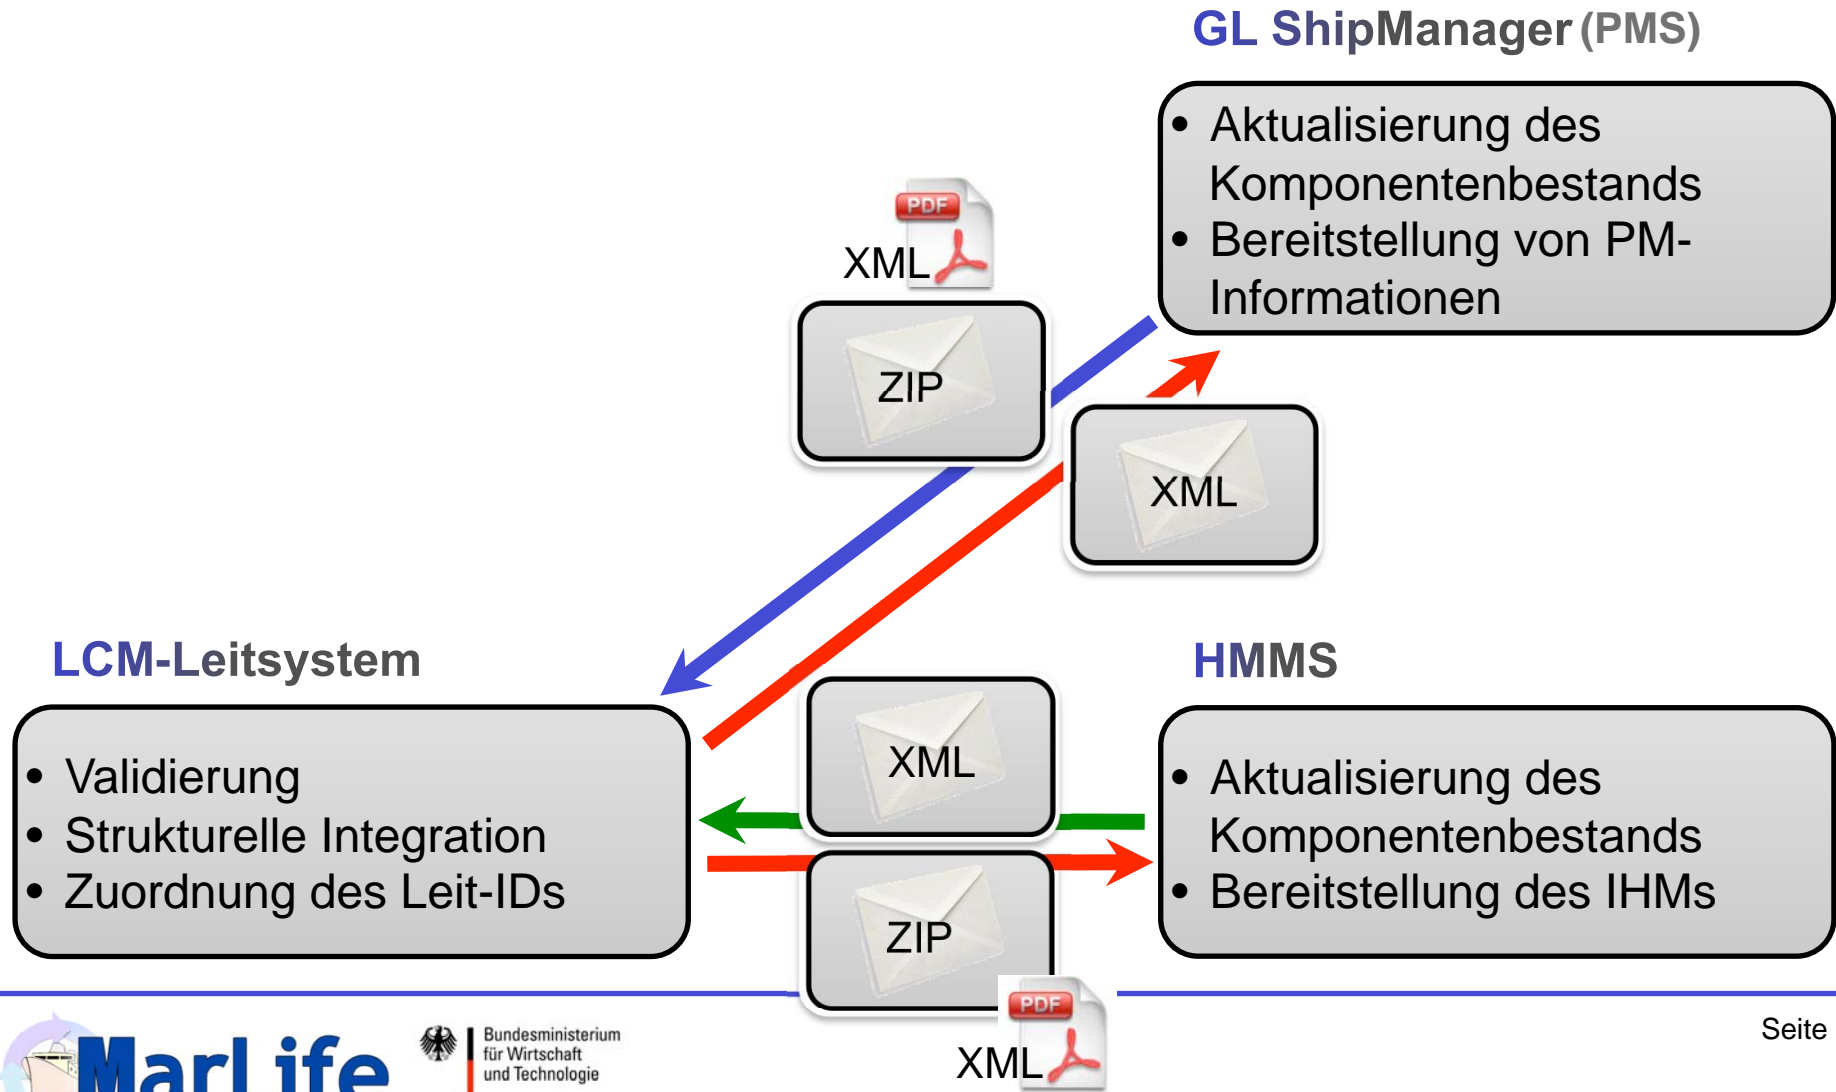 GL ShipManager (PMS)
• Aktualisierung des
Komponentenbestands
• Bereitstellung von PM-
Informationen
PDF
XML
ZIP
XML
LCM-Leitsystem
• Validierung
• Strukturelle Integration
• Zuordnung des Leit-IDs
XML
ZIP
HMMS
• Aktualisierung des
Komponentenbestands
• Bereitstellung des IHMs
PDF
XML
MarLife
Bundesministerium
für Wirtschaft
und Technologie
Seite